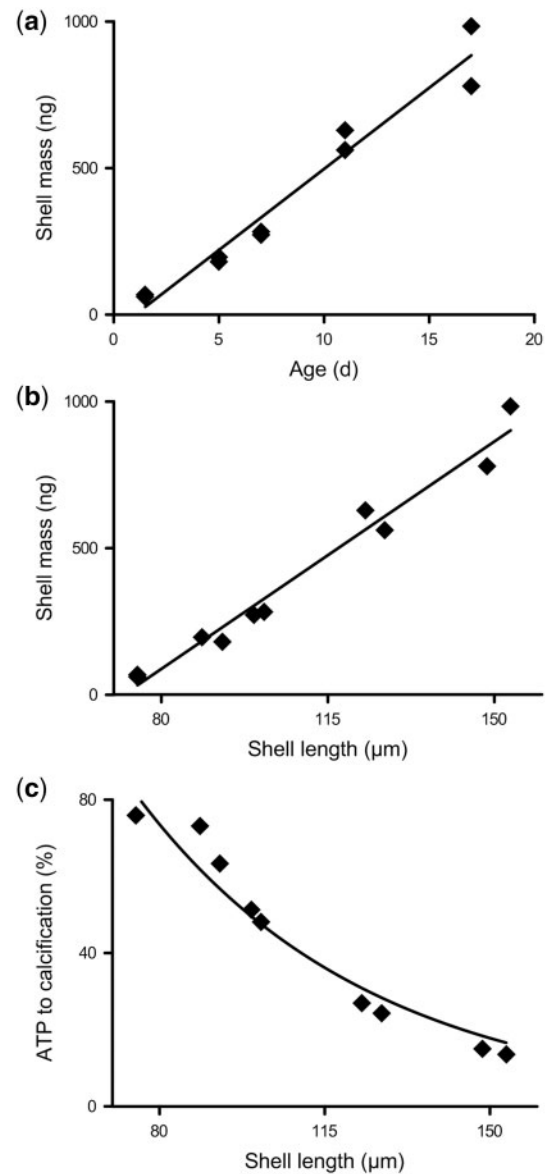 (a)
1000
500
0
Shell mass (ng)
0 5 10 15 20
Age (d)
(b)
1000
500
0
Shell mass (ng)
80 115 150
Shell length (µm)
(c)
80
40
0
ATP to calcification (%)
80 115 150
Shell length (µm)